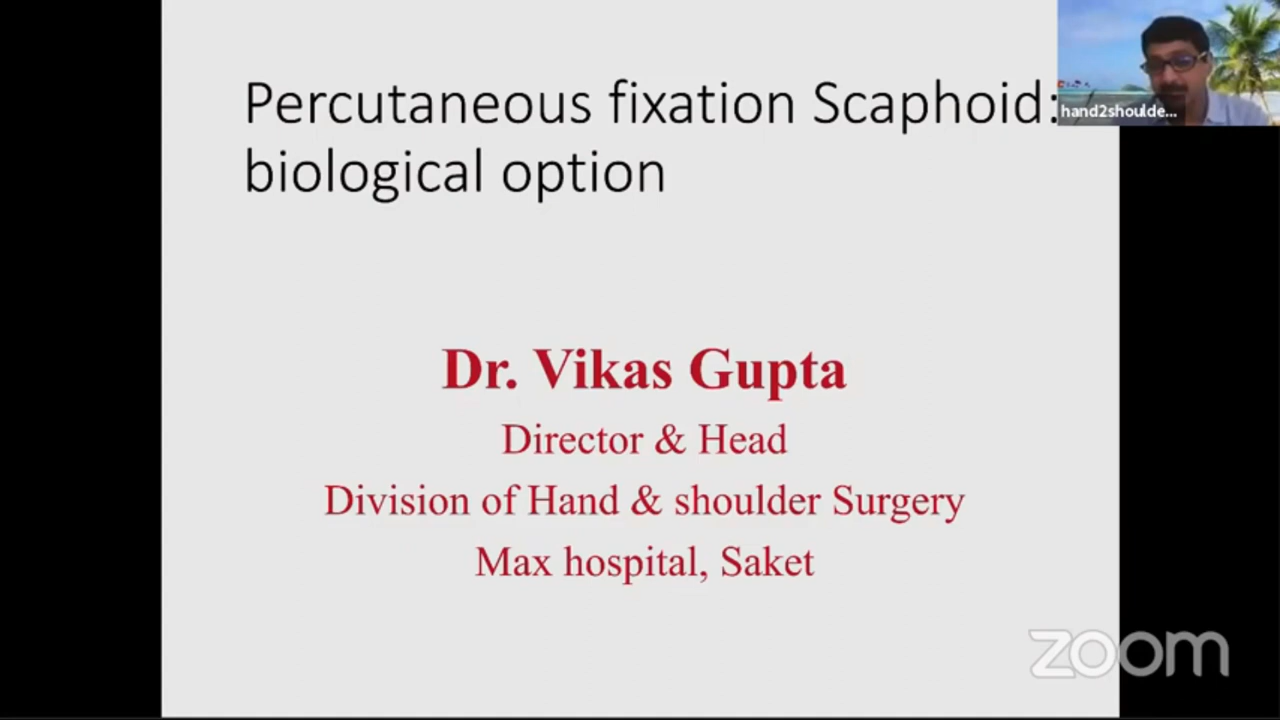 Percutaneous fixation Scaphoid:
biological option
hand2shoulde...
Dr. Vikas Gupta
Director & Head
Division of Hand & shoulder Surgery
Max hospital, Saket
zoom